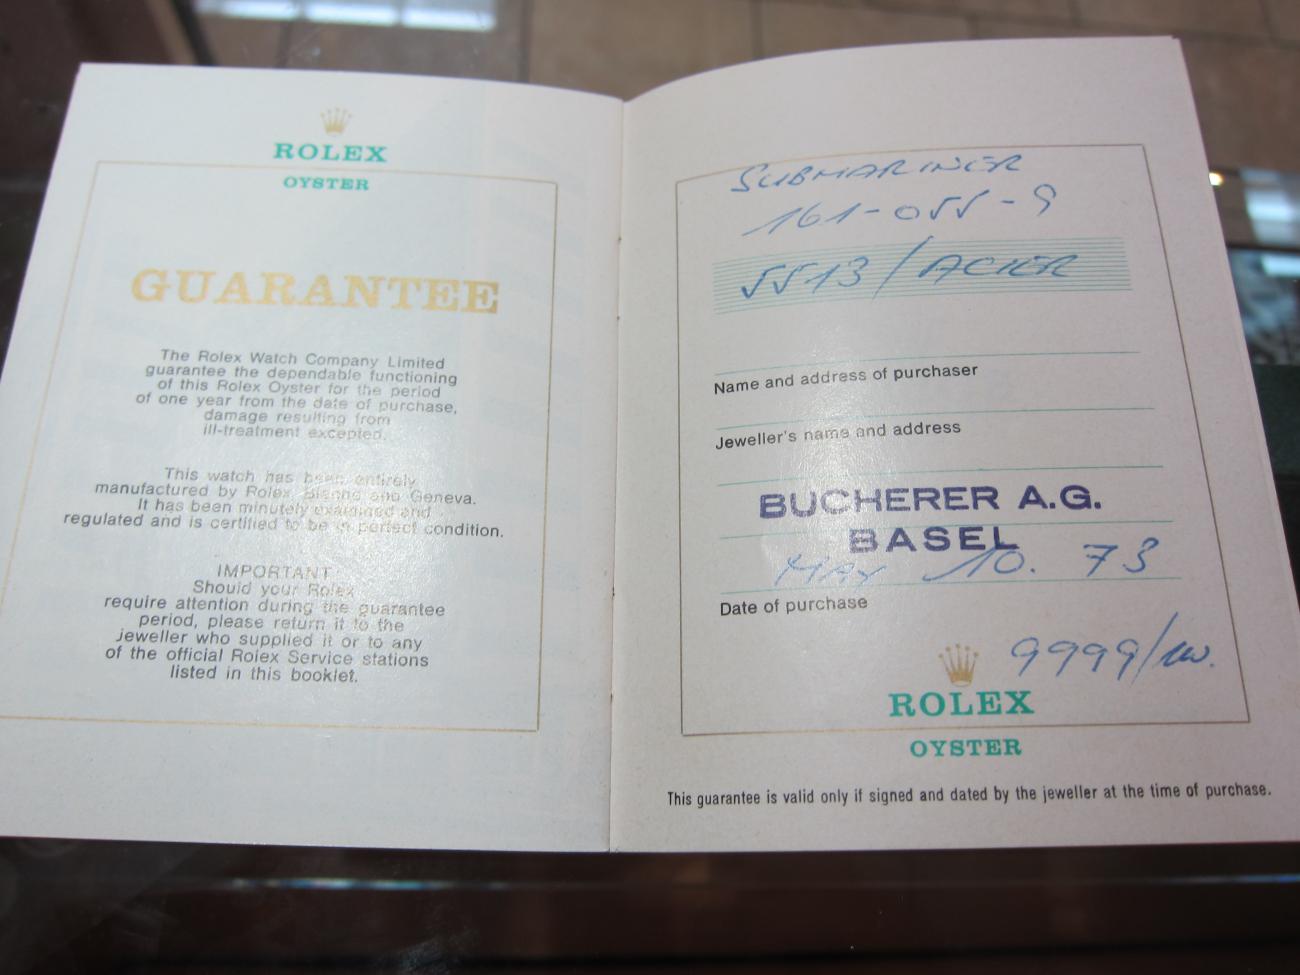 ROLEX
OYSTER
GUARANTEE
The Rolex Watch Company Limited
guarantee the dependable functioning
of this Rolex Oyster for the period
of one year from the date of purchase,
damage resulting from
ill-treatment excepted.
This watch has been entirely
manufactured by Rolex Bienne and Geneva.
It has been minutely examined and
regulated and is certified to be in perfect condition.
IMPORTANT
Should your Rolex
require attention during the guarantee
period, please return it to the
jeweller who supplied it or to any
of the official Rolex Service stations
listed in this booklet.
SUBMARINER
161-055-9
5513/ACIER
Name and address of purchaser
Jeweller's name and address
BUCHERER A.G.
BASEL
MAY 10. 73
Date of purchase
9999/
ROLEX
OYSTER
This guarantee is valid only if signed and dated by the jeweller at the time of purchase.